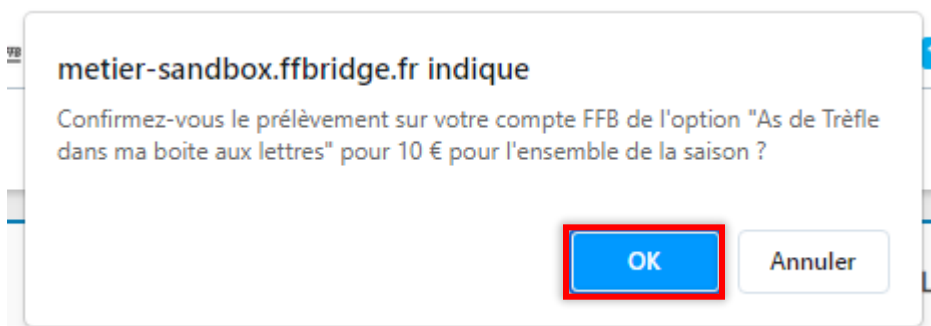 FFB
metier-sandbox.ffbridge.fr indique
Confirmez-vous le prélèvement sur votre compte FFB de l'option "As de Trèfle
dans ma boite aux lettres" pour 10 € pour l'ensemble de la saison ?
OK
Annuler